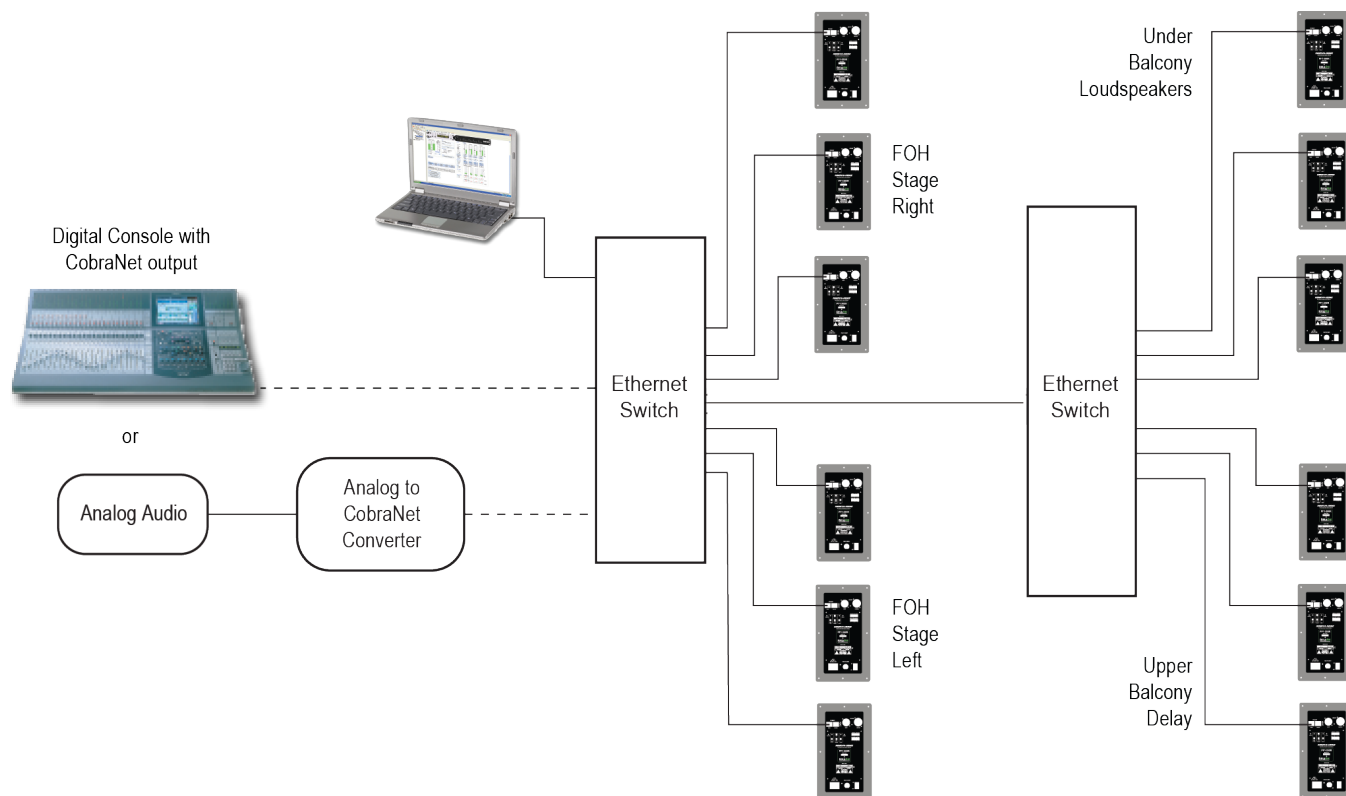 Under
Balcony
Loudspeakers
FOH
Stage
Right
Digital Console with
CobraNet output
Ethernet
Switch
Ethernet
Switch
or
Analog Audio
Analog to
CobraNet
Converter
FOH
Stage
Left
Upper
Balcony
Delay